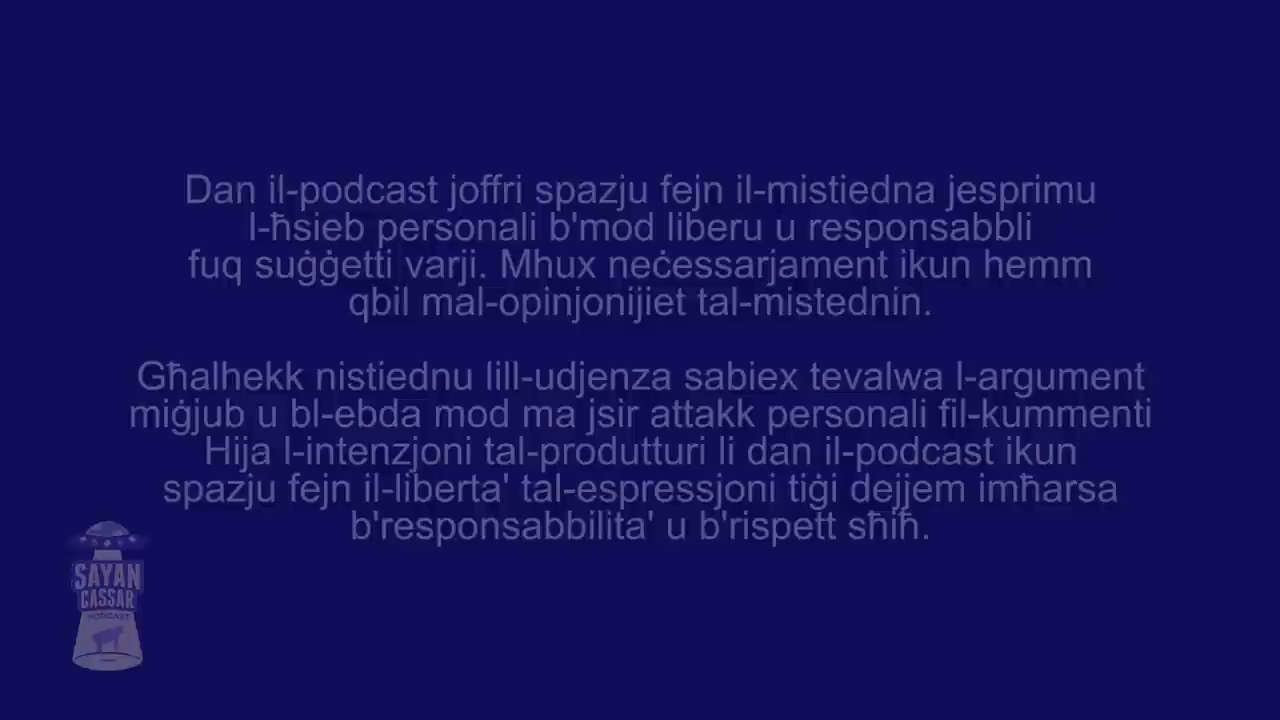 Dan il-podcast joffri spazju fejn il-mistiedna jesprimu
l-ħsieb personali b'mod liberu u responsabbli
fuq suġġetti varji. Mhux neċessarjament ikun hemm
qbil mal-opinjonijiet tal-mistednin.
Għalhekk nistiednu lill-udjenza sabiex tevalwa l-argument
miġjub u bl-ebda mod ma jsir attakk personali fil-kummenti
Hija l-intenzjoni tal-produtturi li dan il-podcast ikun
spazju fejn il-liberta' tal-espressjoni tiġi dejjem imħarsa
b'responsabbilita' u b'rispett sħiħ.
SAYAN
CASSAR
PODCAST